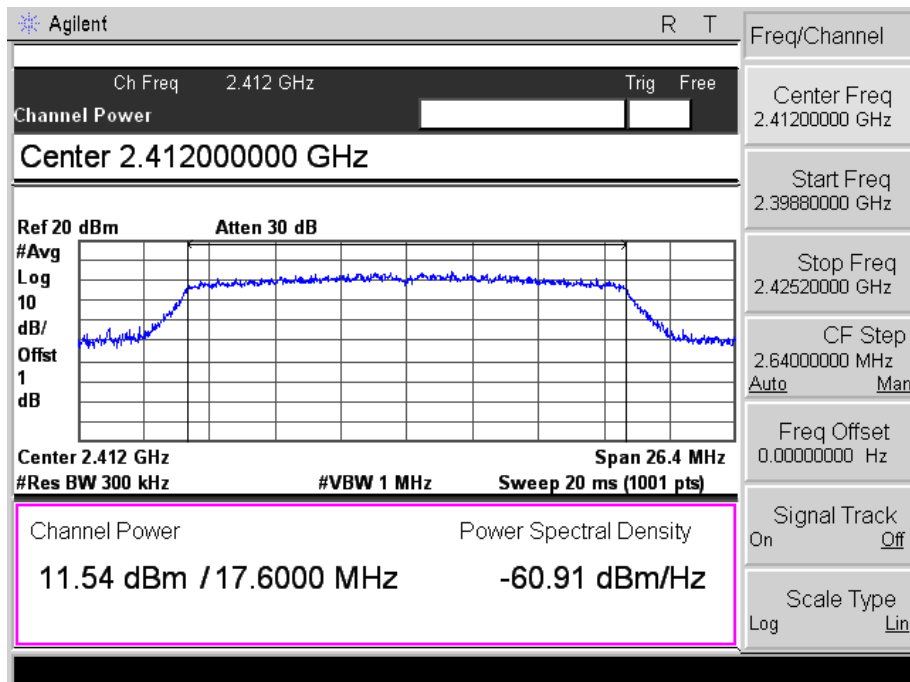 Agilent R T
Ch Freq 2.412 GHz Trig Free
Channel Power
Center 2.412000000 GHz
Ref 20 dBm Atten 30 dB
#Avg
Log
10
dB/
Offst
1
dB
Center 2.412 GHz Span 26.4 MHz
#Res BW 300 kHz #VBW 1 MHz Sweep 20 ms (1001 pts)
Channel Power Power Spectral Density
11.54 dBm / 17.6000 MHz -60.91 dBm/Hz
Freq/Channel
Center Freq
2.41200000 GHz
Start Freq
2.39880000 GHz
Stop Freq
2.42520000 GHz
CF Step
2.64000000 MHz
Auto Man
Freq Offset
0.00000000 Hz
Signal Track
On Off
Scale Type
Log Lin